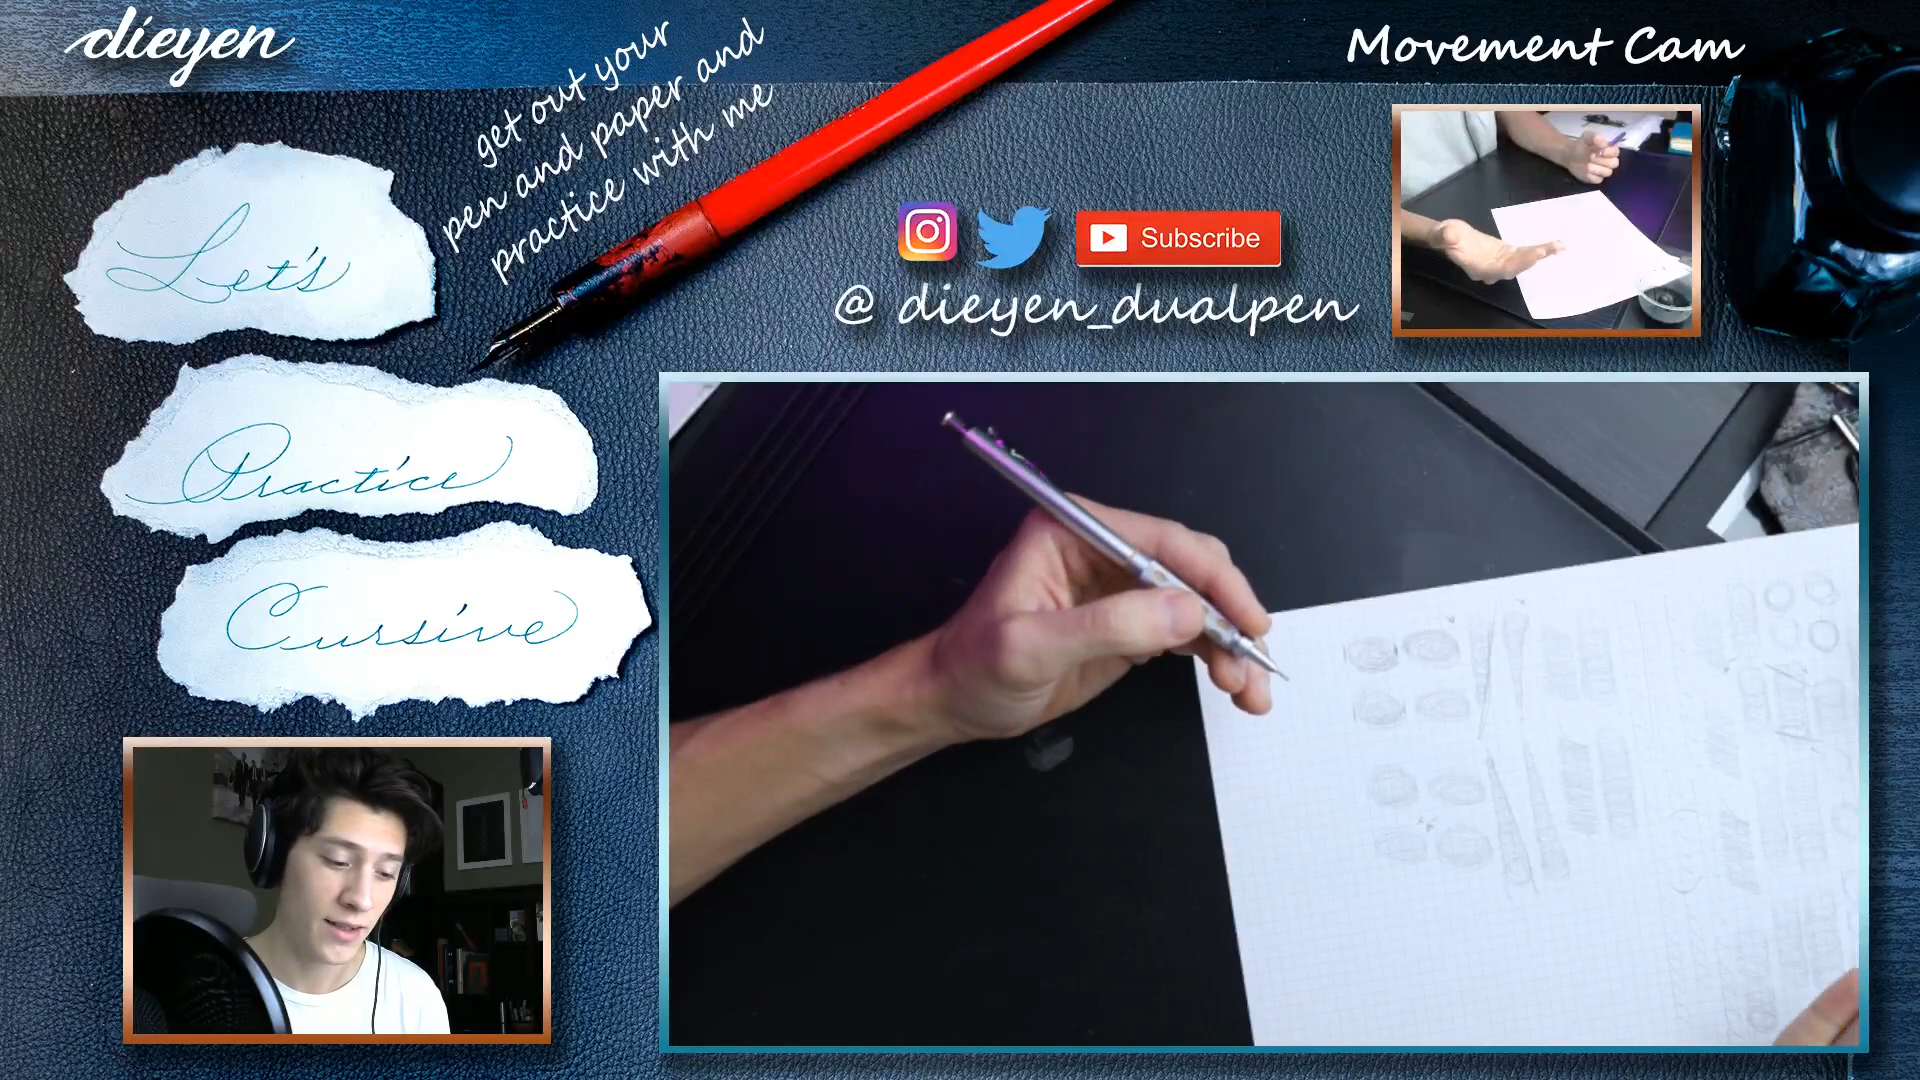 dieyen
get out your
pen and paper and
practice with me
Movement Cam
Let's
Practice
Cursive
Subscribe
@ dieyen_dualpen